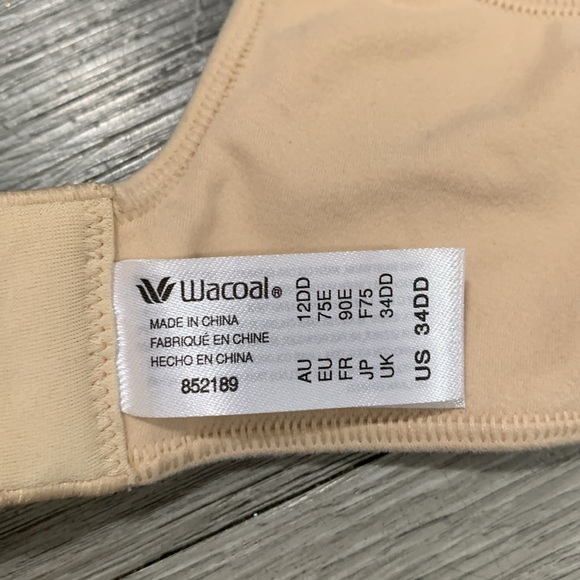 Wacoal®
MADE IN CHINA
FABRIQUÉ EN CHINE
HECHO EN CHINA
852189
AU 12DD
EU 75E
FR 90E
JP F75
UK 34DD
US 34DD